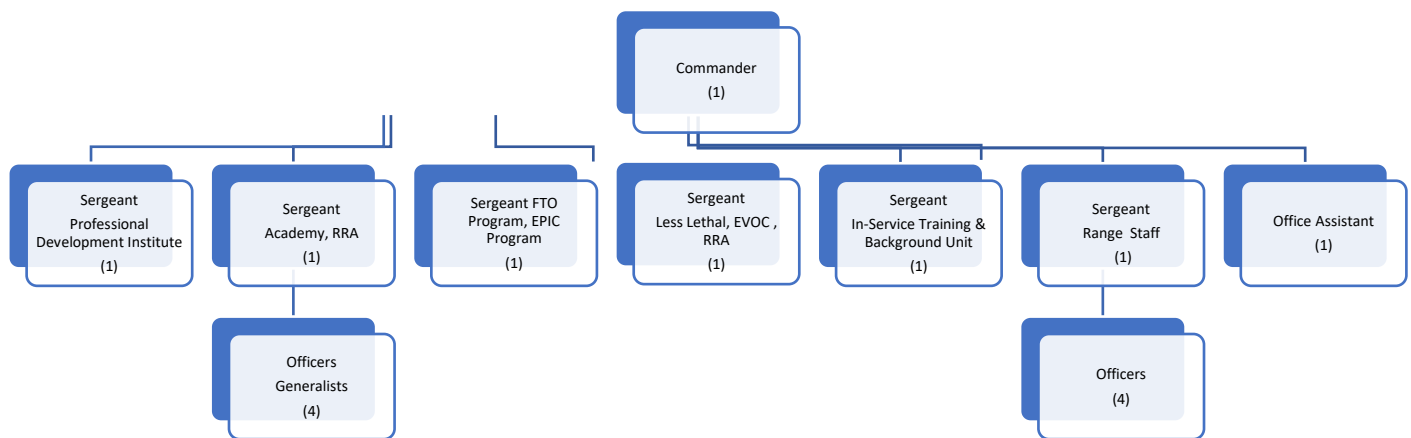 Commander
(1)
Sergeant
Professional
Development Institute
(1)
Sergeant
Academy, RRA
(1)
Sergeant FTO
Program, EPIC
Program
(1)
Sergeant
Less Lethal, EVOC ,
RRA
(1)
Sergeant
In-Service Training &
Background Unit
(1)
Sergeant
Range Staff
(1)
Office Assistant
(1)
Officers
Generalists
(4)
Officers
(4)